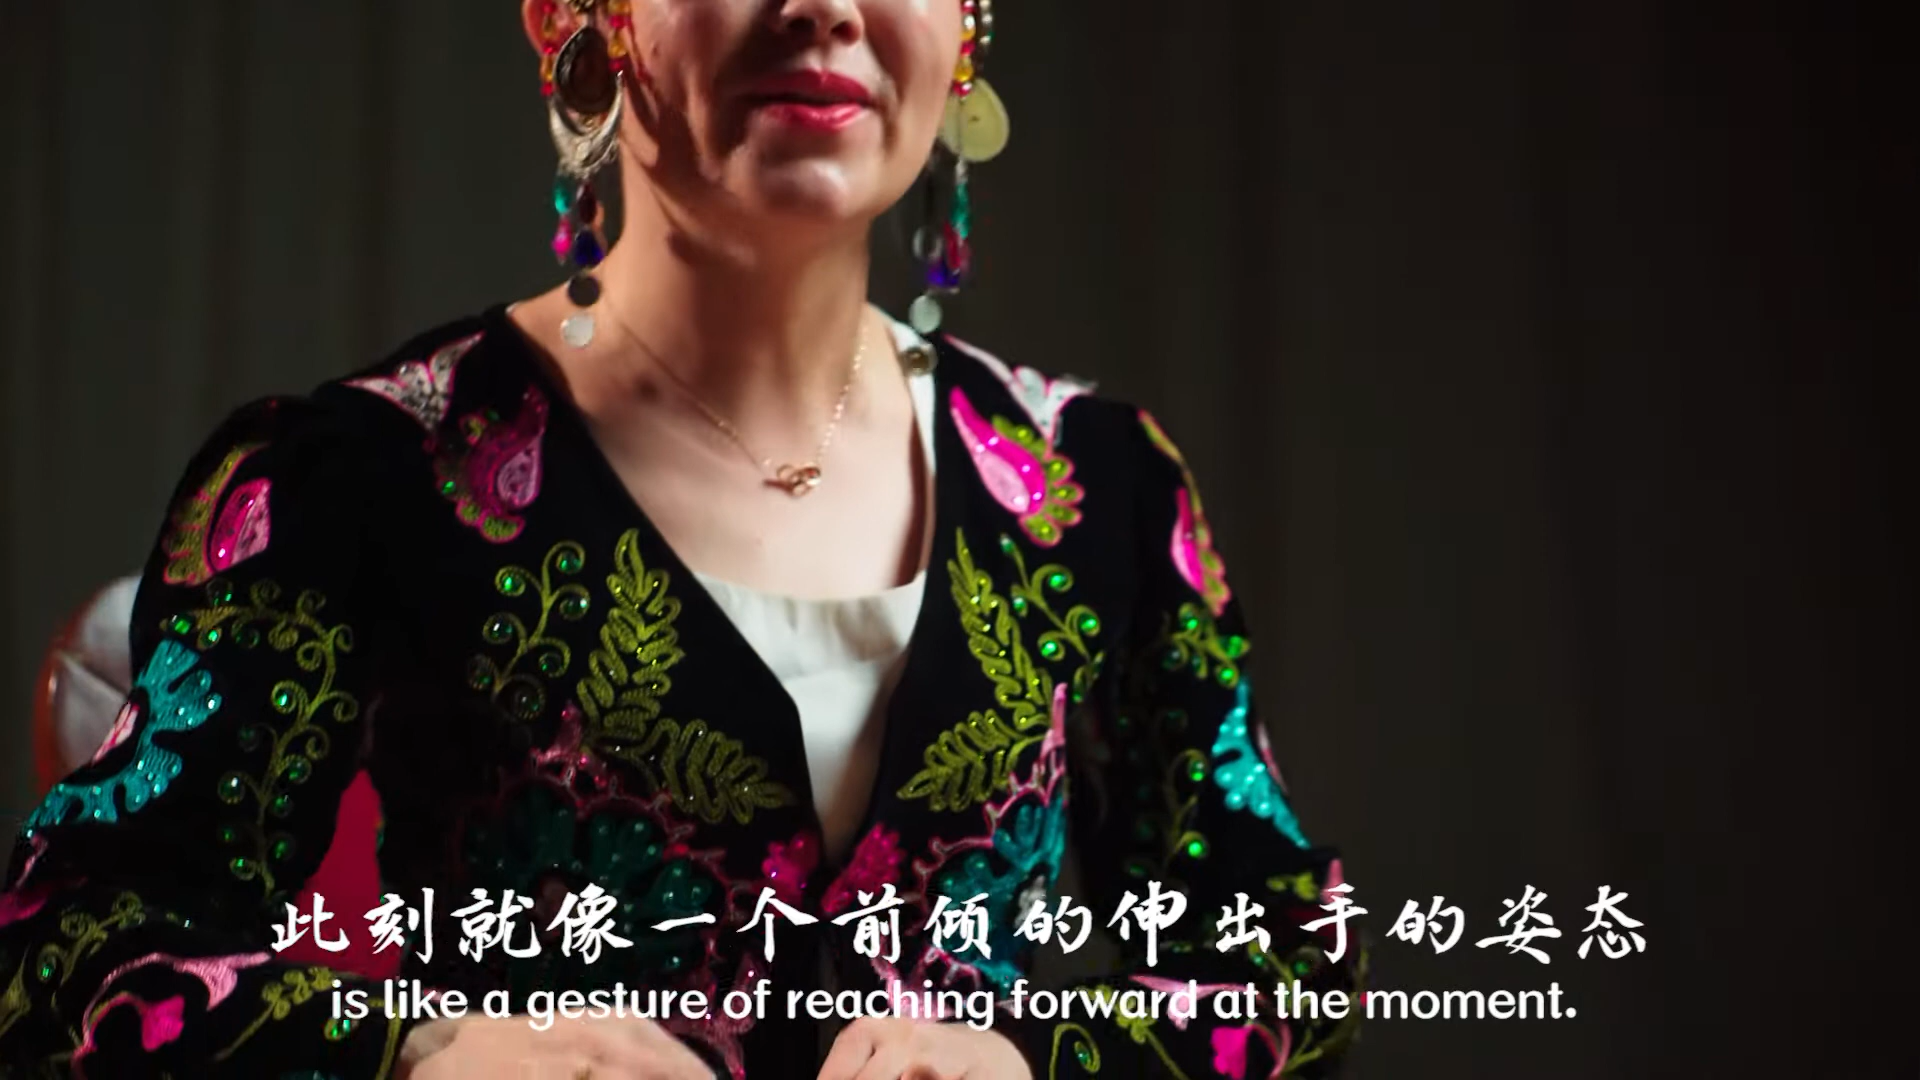 此刻就像一个前倾的伸出手的姿态
is like a gesture of reaching forward at the moment.